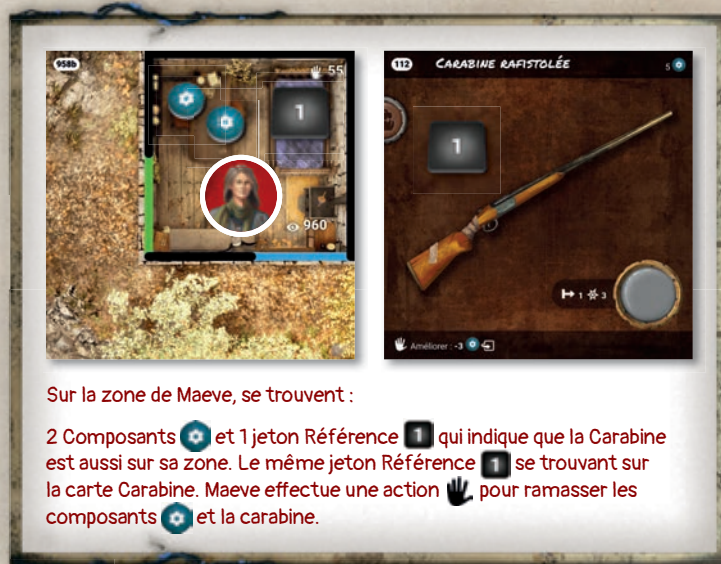 958b
55
1
960
112 CARABINE RAFISTOLÉE 5
1
1 3
Améliorer : -3
Sur la zone de Maeve, se trouvent :
2 Composants et 1 jeton Référence 1 qui indique que la Carabine
est aussi sur sa zone. Le même jeton Référence 1 se trouvant sur
la carte Carabine. Maeve effectue une action pour ramasser les
composants et la carabine.